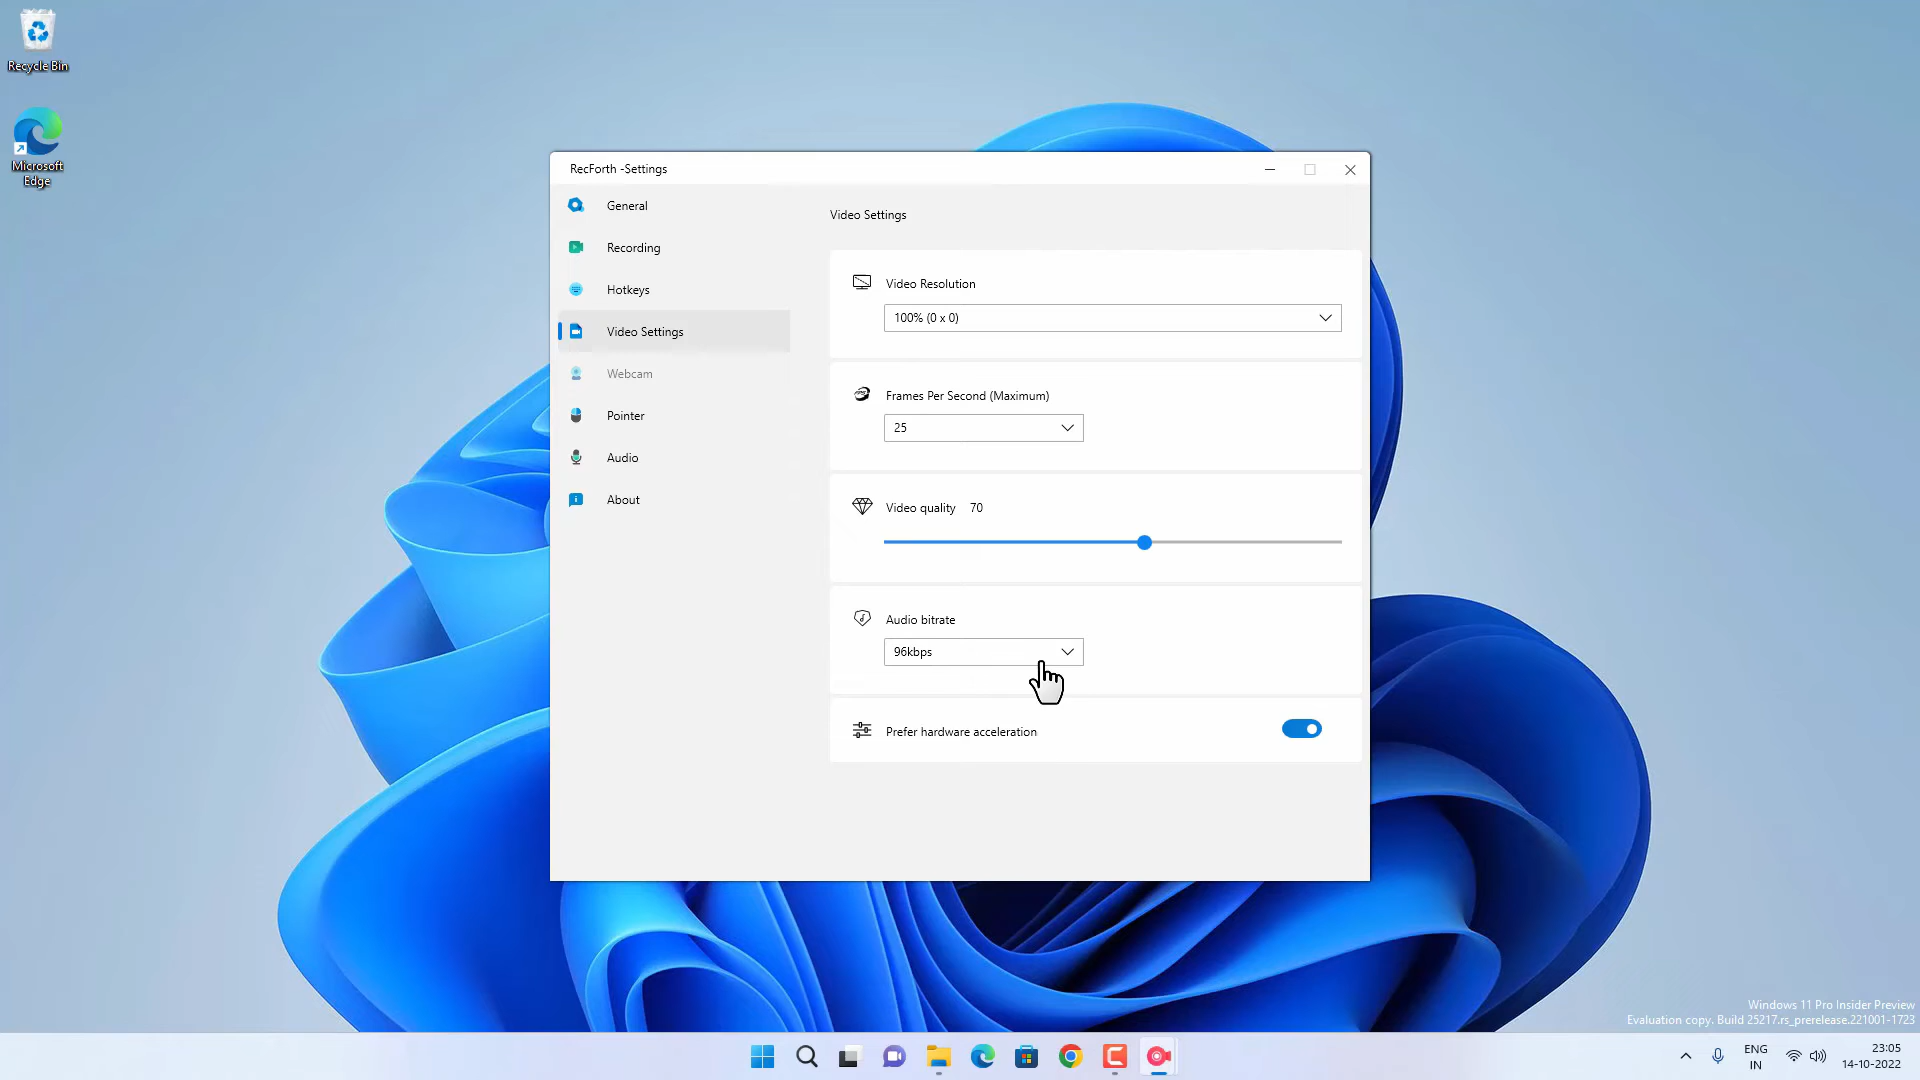 Recycle Bin
Microsoft
Edge
RecForth -Settings
General
Recording
Hotkeys
Video Settings
Webcam
Pointer
Audio
About
Video Settings
Video Resolution
100% (0 x 0)
Frames Per Second (Maximum)
25
Video quality 70
Audio bitrate
96kbps
Prefer hardware acceleration
Windows 11 Pro Insider Preview
Evaluation copy. Build 25217.rs_prerelease.221001-1723
ENG
IN
23:05
14-10-2022